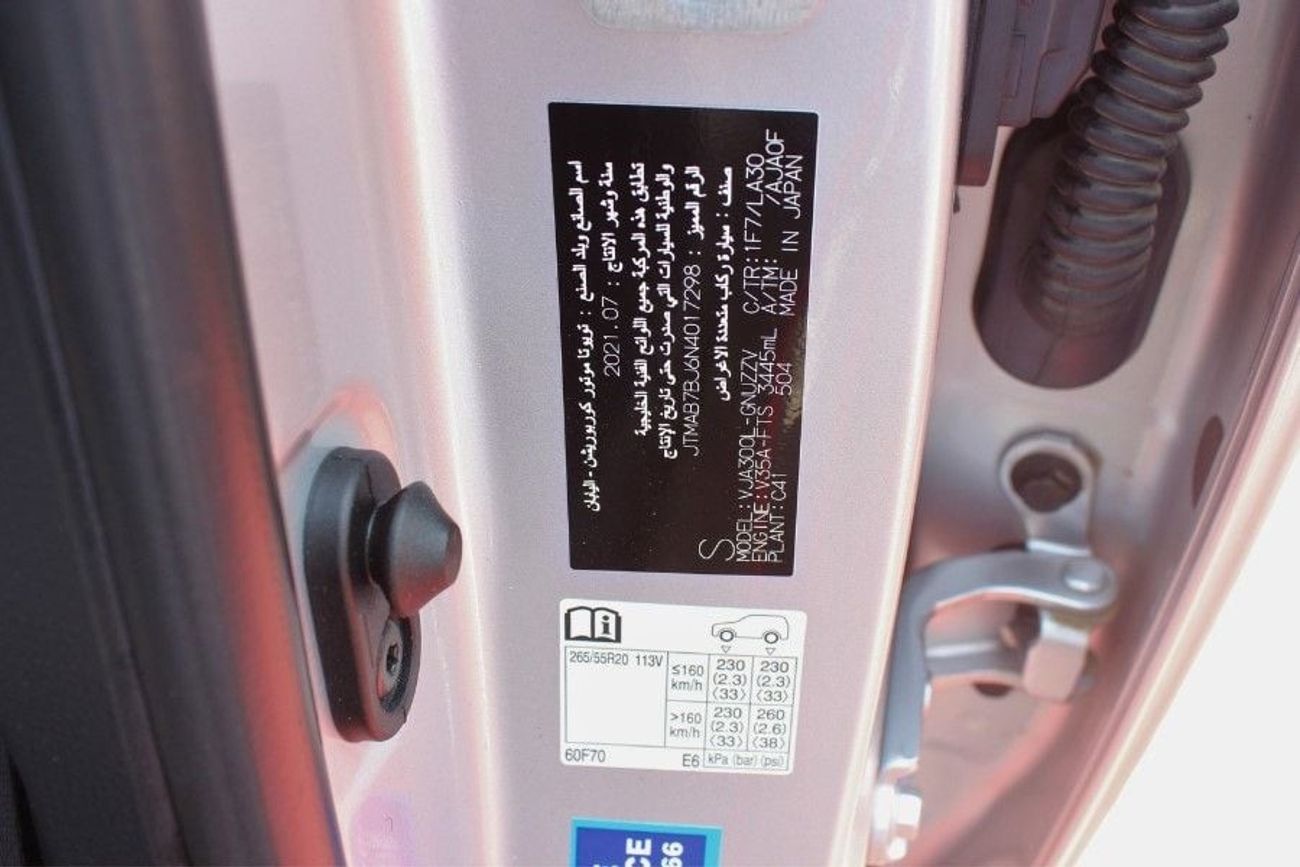 اسم الصانع وبلد الصنع : تويوتا موتور كوربوريشن - اليابان
سنة وشهر الانتاج : 2021.07
تطابق هذه المركبة جميع اللوائح الفنية الخليجية
والوطنية للسيارات التي صدرت حتى تاريخ الإنتاج
الرقم المميز : JTMAB7BJ6N4017298
صنف : سيارة ركاب متعددة الاغراض
S
MODEL:VJA300L-GNUZZV C/TR:1F7/LA30
ENGINE:V35A-FTS 3445mL A/TM: /AJA0F
PLANT:C41 504 MADE IN JAPAN
265/55R20 113V ≤160 km/h 230 (2.3) 〈33〉 230 (2.3) 〈33〉
>160 km/h 230 (2.3) 〈33〉 260 (2.6) 〈38〉
60F70 E6 kPa (bar) 〈psi〉
CE
66